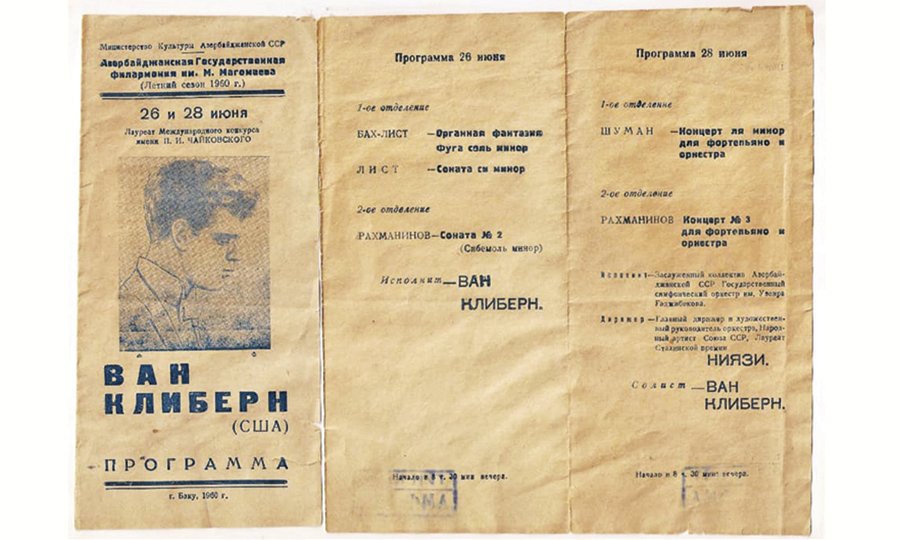 Министерство Культуры Азербайджанской ССР
Азербайджанская Государственная
филармония им. М. Магомаева
(Летний сезон 1960 г.)
26 и 28 июня
Лауреат Международного конкурса
имени П. И. ЧАЙКОВСКОГО
ВАН
КЛИБЕРН
(США)
ПРОГРАММА
г. Баку, 1960 г.
Программа 26 июня
1-ое отделение
БАХ-ЛИСТ —Органная фантазия
Фуга соль минор
ЛИСТ —Соната си минор
2-ое отделение
РАХМАНИНОВ—Соната № 2
(Сибемоль минор)
Исполнит—ВАН
КЛИБЕРН.
Начало в 8 ч. 30 мин вечера.
Программа 28 июня
1-ое отделение
ШУМАН —Концерт ля минор
для фортепьяно и
оркестра
2-ое отделение
РАХМАНИНОВ Концерт № 3
для фортепьяно и
оркестра
Исполнит—Заслуженный коллектив Азербай-
джанской ССР Государственный
симфонический оркестр им. Узеира
Гаджибекова.
Дирижер—Главный дирижер и художествен-
ный руководитель оркестра, Народ-
ный артист Союза ССР, Лауреат
Сталинской премии
НИЯЗИ.
Солист —ВАН
КЛИБЕРН.
Начало в 8 ч. 30 мин вечера.